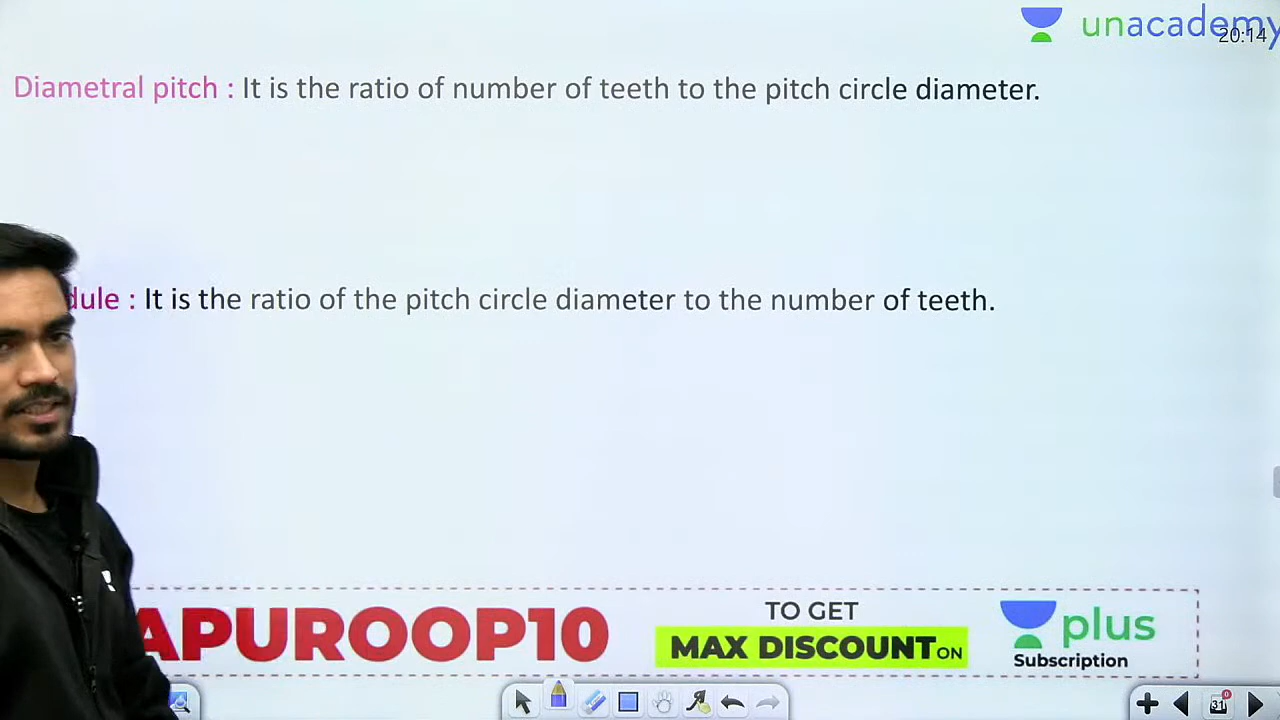 unacademy
20:14
Diametral pitch : It is the ratio of number of teeth to the pitch circle diameter.
dule : It is the ratio of the pitch circle diameter to the number of teeth.
APUROOP10
TO GET
MAX DISCOUNT ON
plus
Subscription
31
0